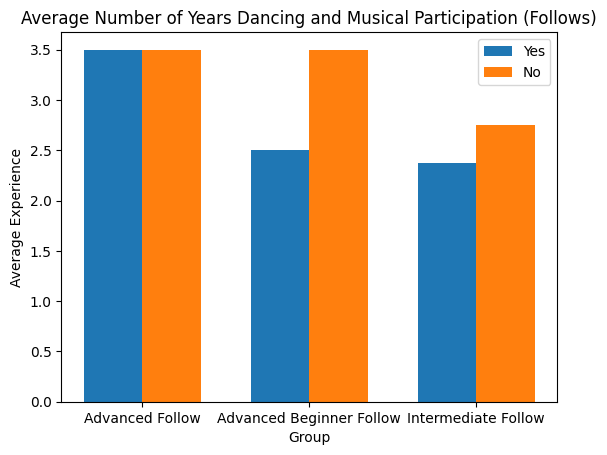 Average Number of Years Dancing and Musical Participation (Follows)
Yes
No
3.5
3.0
2.5
2.0
1.5
1.0
0.5
0.0
Average Experience
Advanced Follow
Advanced Beginner Follow
Intermediate Follow
Group